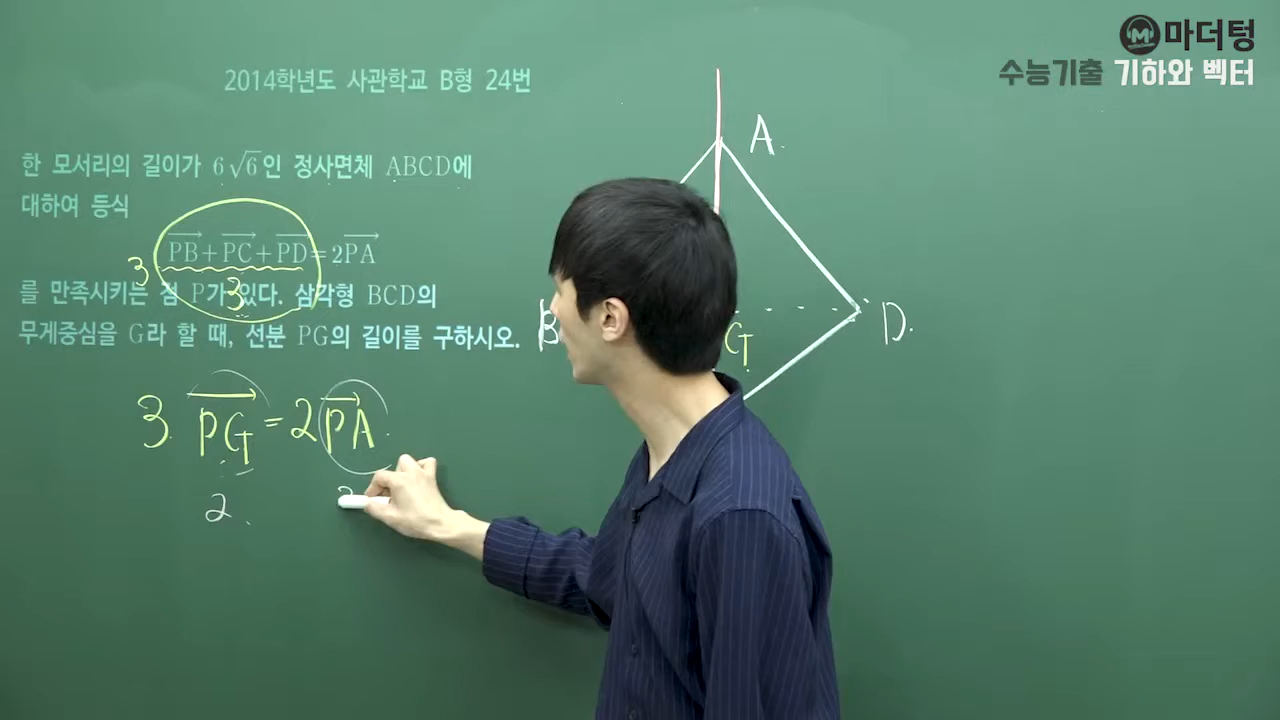 마더텅
수능기출 기하와 벡터
2014학년도 사관학교 B형 24번
한 모서리의 길이가 6√6인 정사면체 ABCD에
대하여 등식
PB+PC+PD=2PA
3
3
를 만족시키는 점 P가 있다. 삼각형 BCD의
무게중심을 G라 할 때, 선분 PG의 길이를 구하시오.
3 PG = 2PA
2
A
B
G
D